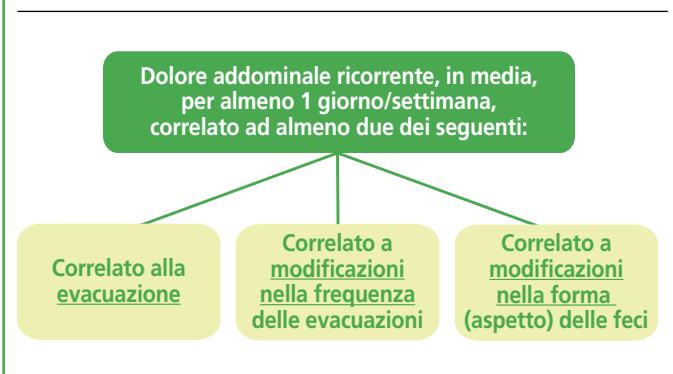 Dolore addominale ricorrente, in media,
per almeno 1 giorno/settimana,
correlato ad almeno due dei seguenti:
Correlato alla
evacuazione
Correlato a
modificazioni
nella frequenza
delle evacuazioni
Correlato a
modificazioni
nella forma
(aspetto) delle feci